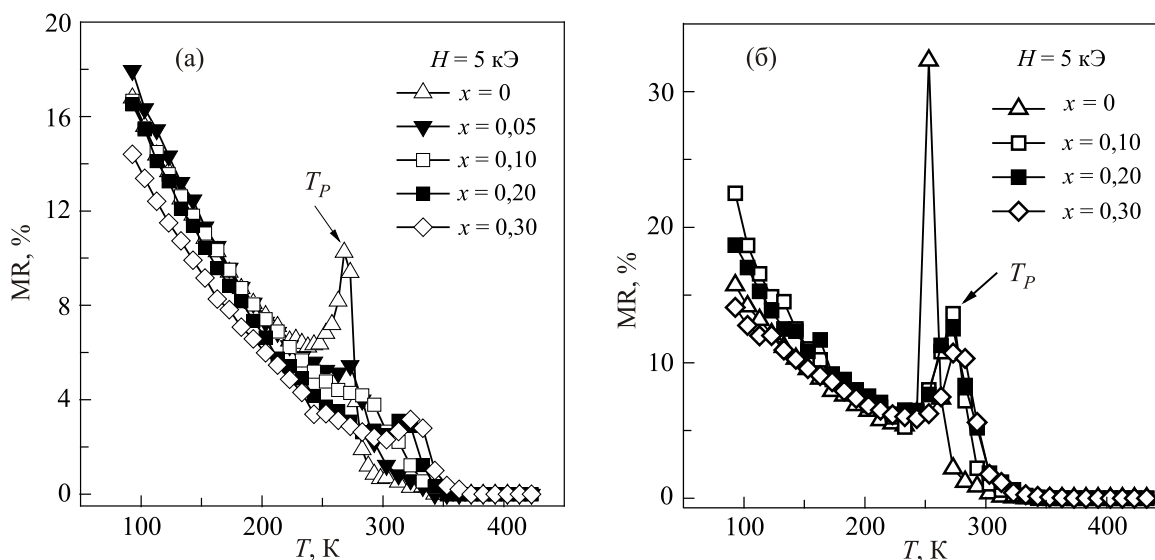 20
16
12
8
4
0
MR, %
(а)
H = 5 кЭ
x = 0
x = 0,05
x = 0,10
x = 0,20
x = 0,30
T_P
100
200
300
400
T, К
30
20
10
0
MR, %
(б)
H = 5 кЭ
x = 0
x = 0,10
x = 0,20
x = 0,30
T_P
100
200
300
400
T, К